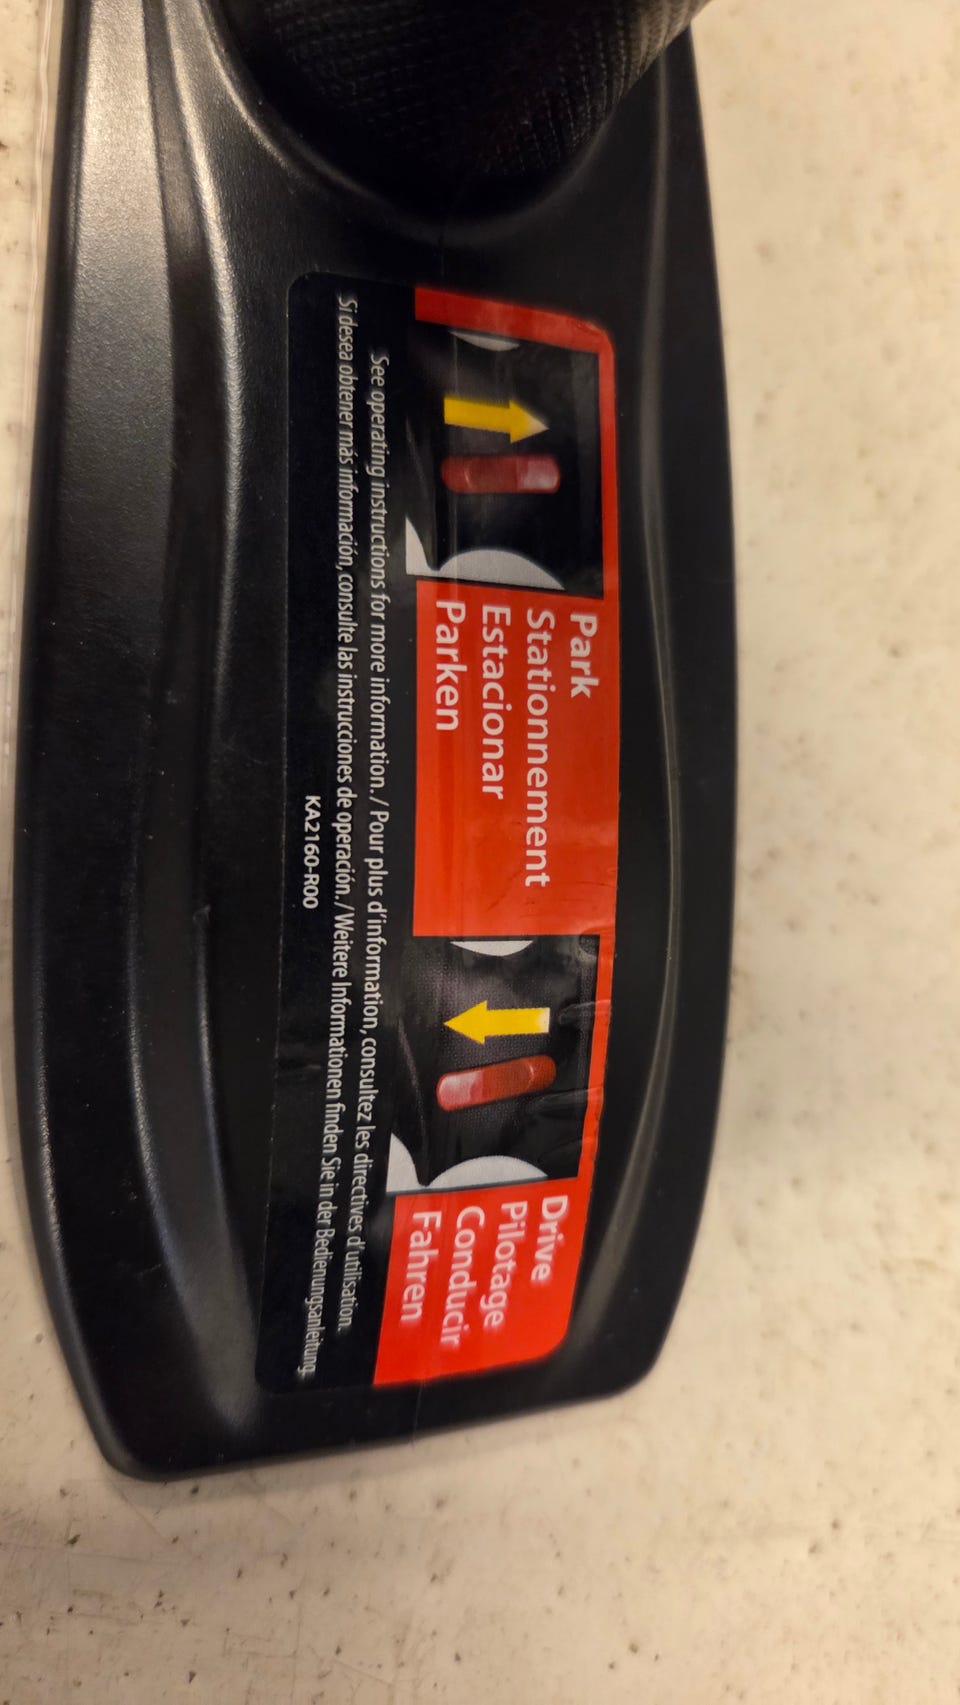 Park
Stationnement
Estacionar
Parken
Drive
Pilotage
Conducir
Fahren
See operating instructions for more information. / Pour plus d'information, consultez les directives d'utilisation.
Si desea obtener más información, consulte las instrucciones de operación. / Weitere Informationen finden Sie in der Bedienungsanleitung.
KA2160-R00